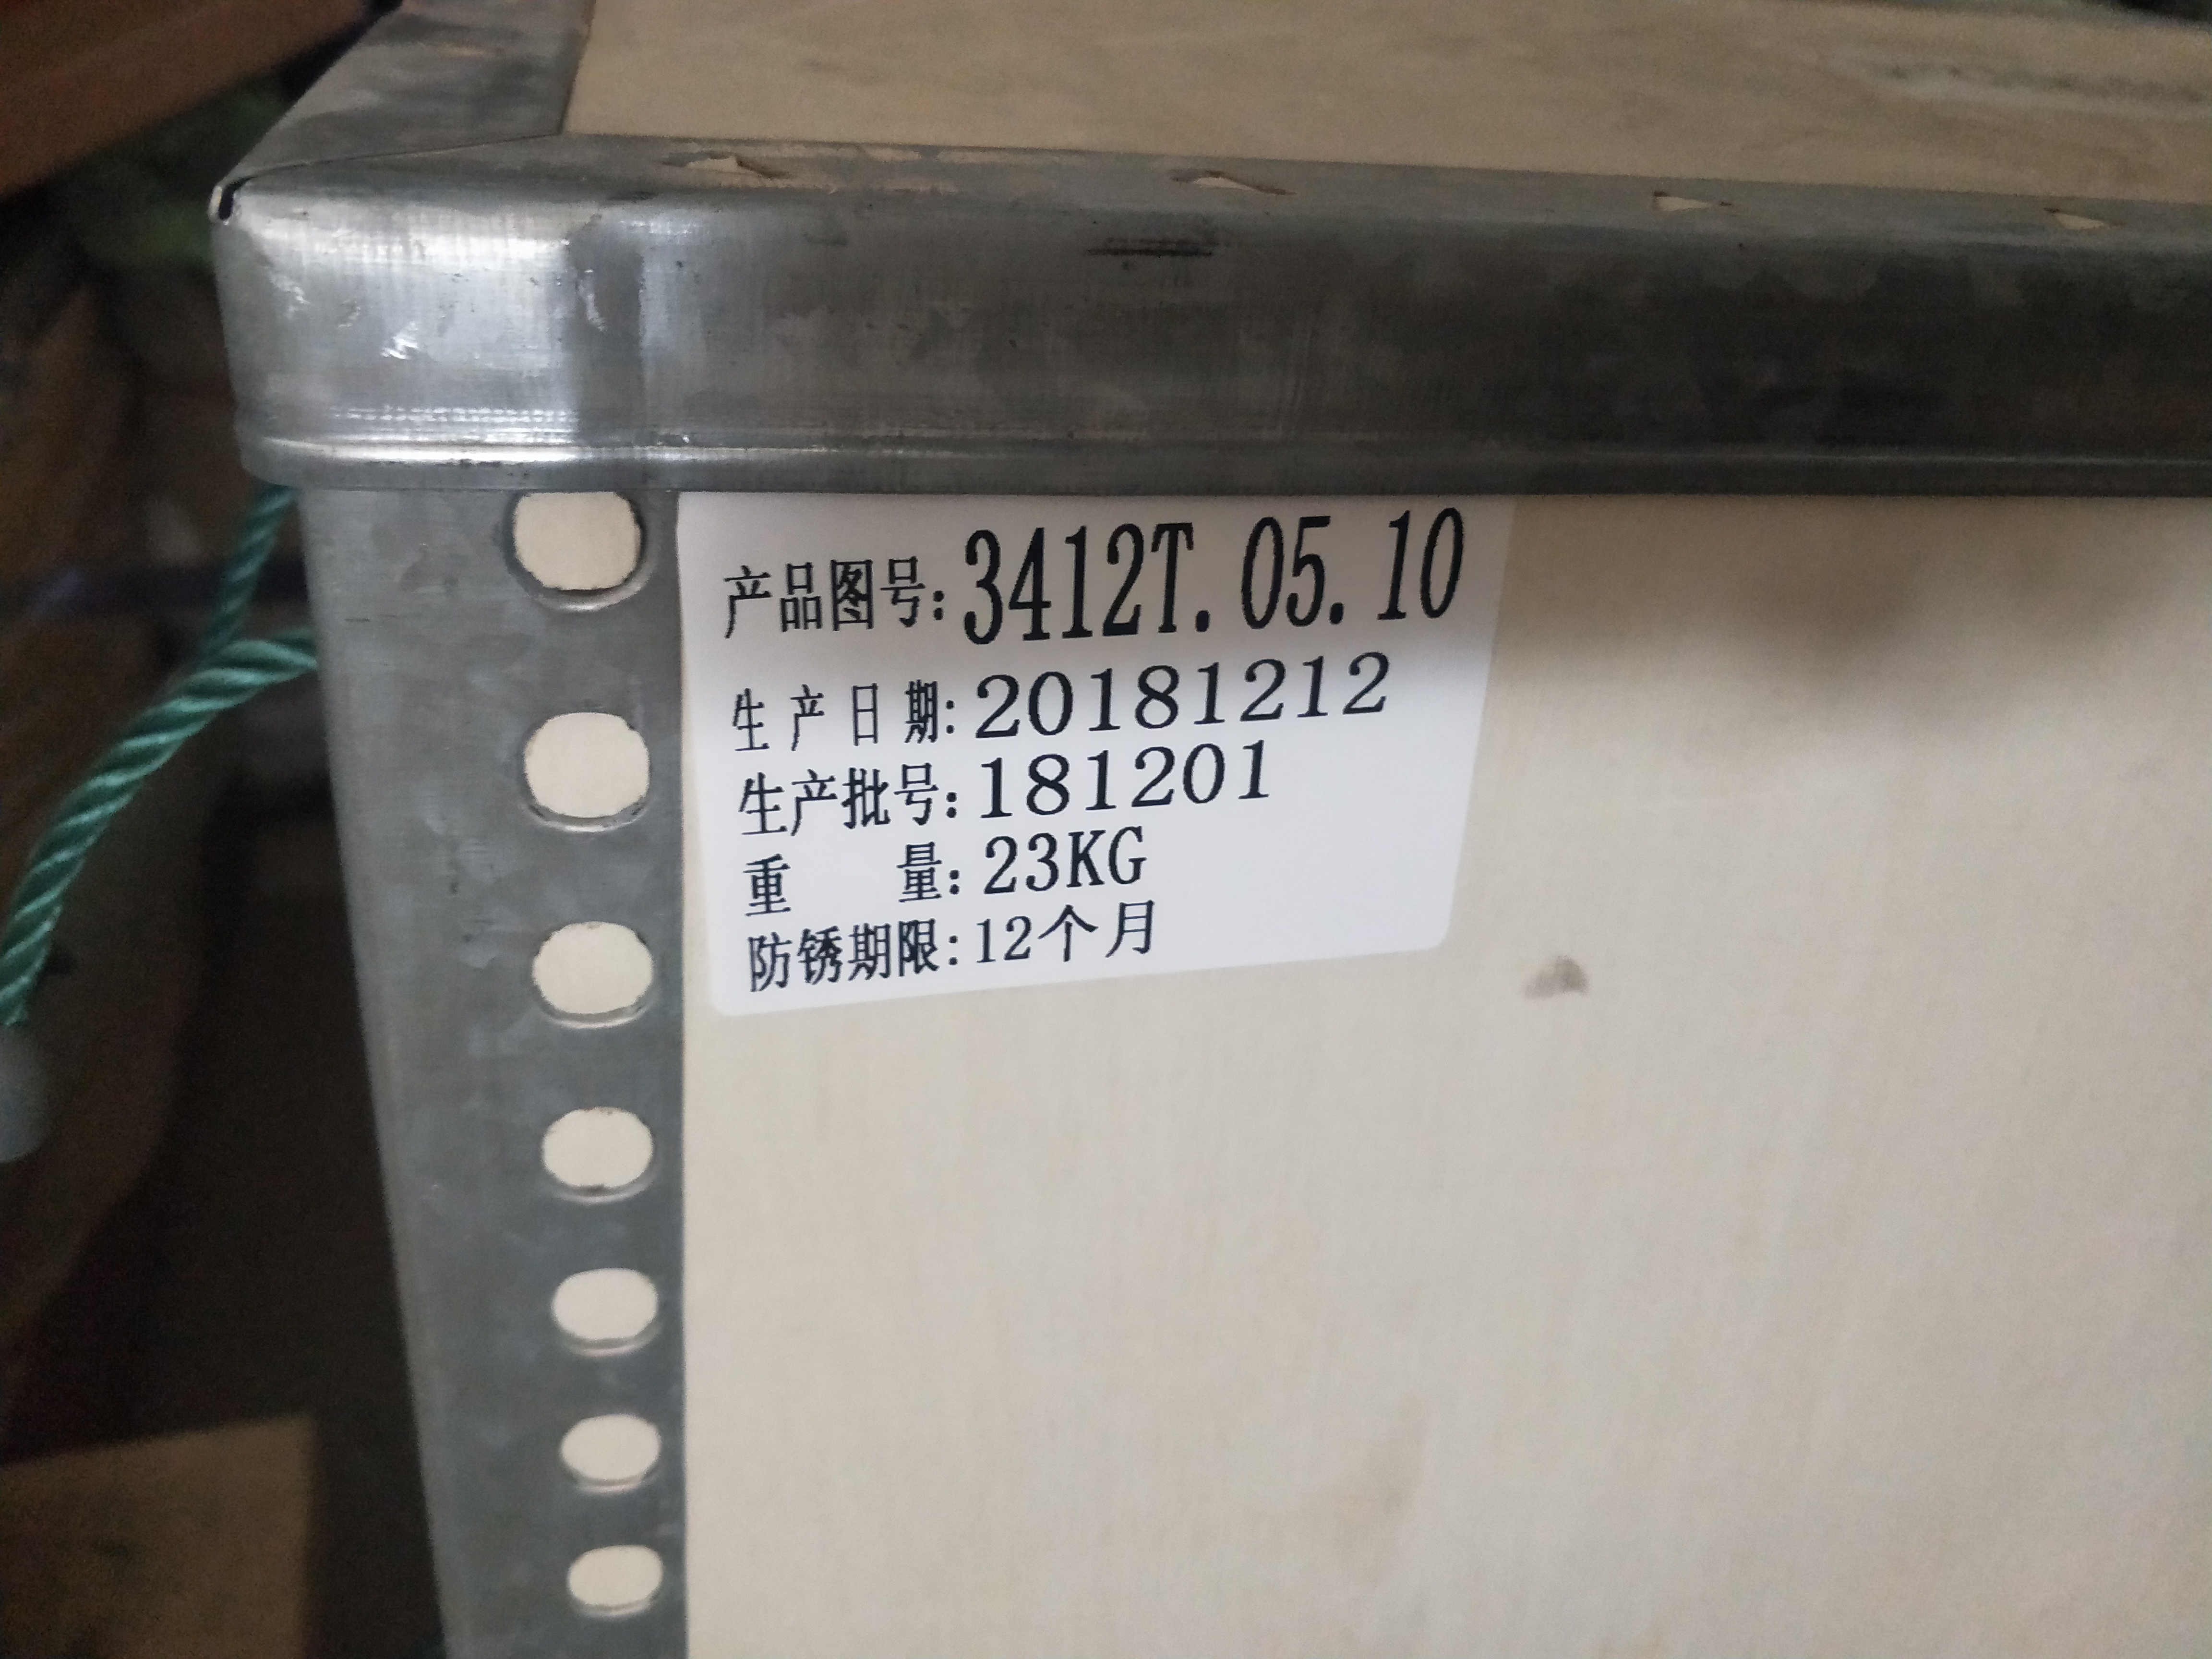 产品图号:3412T.05.10
生产日期:20181212
生产批号:181201
重 量:23KG
防锈期限:12个月